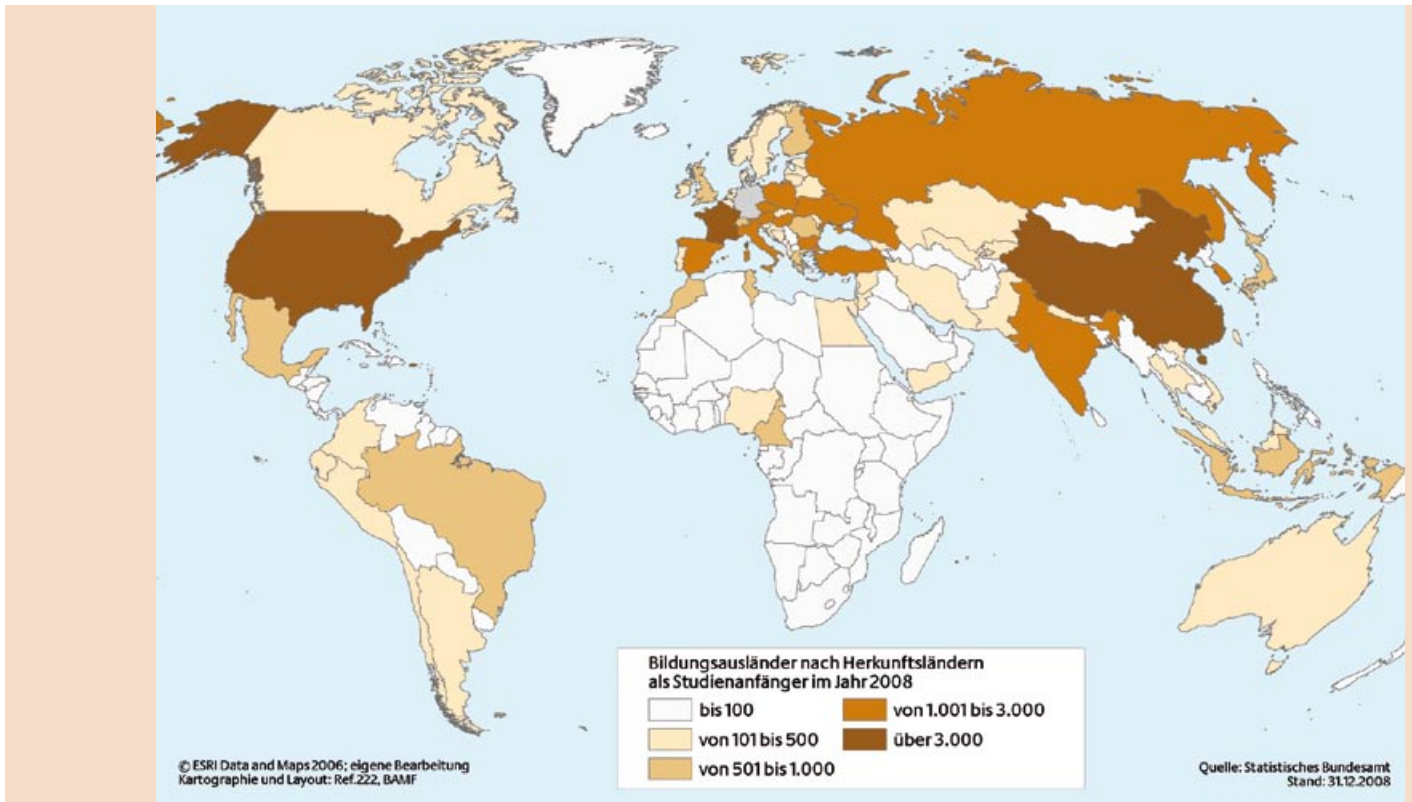 Bildungsausländer nach Herkunftsländern
als Studienanfänger im Jahr 2008
bis 100
von 1.001 bis 3.000
von 101 bis 500
über 3.000
von 501 bis 1.000
© ESRI Data and Maps 2006; eigene Bearbeitung
Kartographie und Layout: Ref.222, BAMF
Quelle: Statistisches Bundesamt
Stand: 31.12.2008